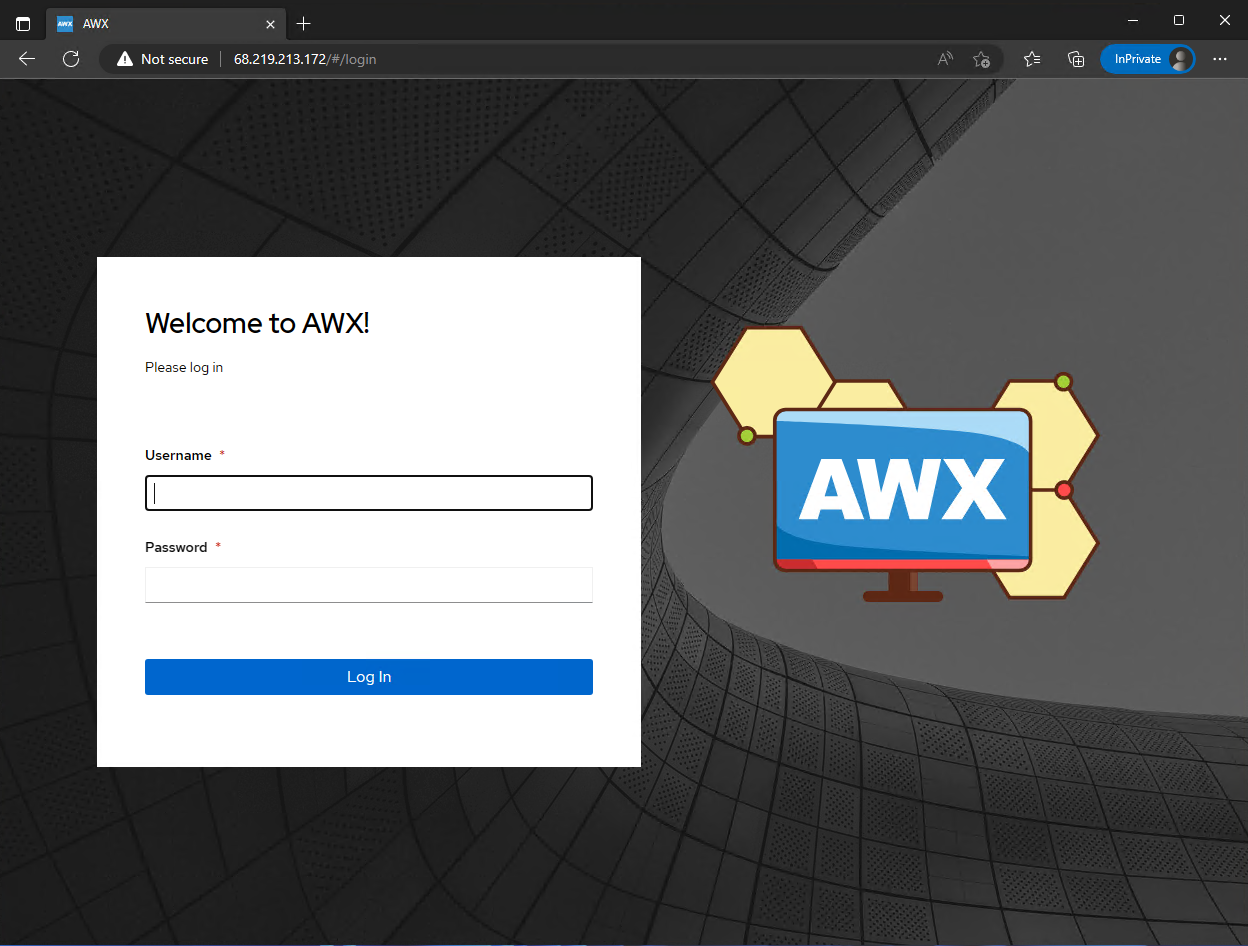 AWX
AWX
Not secure
68.219.213.172/#/login
InPrivate
Welcome to AWX!
Please log in
Username *
Password *
Log In
AWX